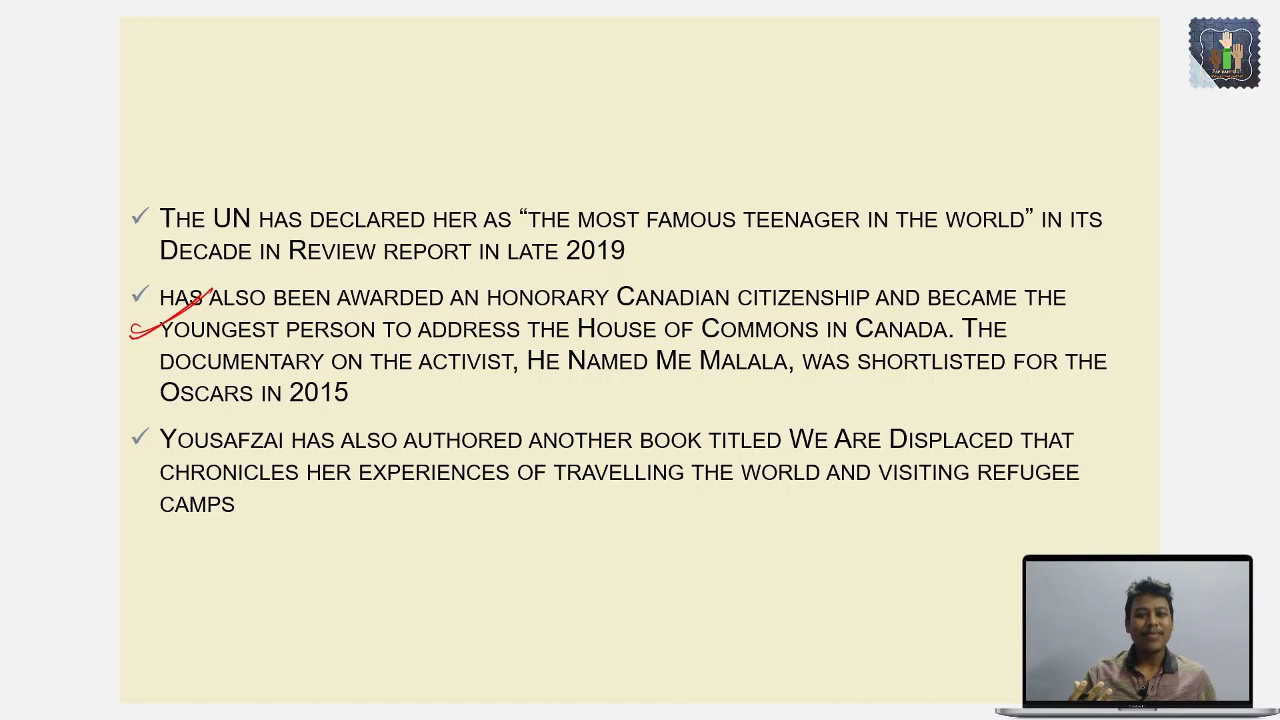 The UN has declared her as “the most famous teenager in the world” in its
Decade in Review report in late 2019
has also been awarded an honorary Canadian citizenship and became the
youngest person to address the House of Commons in Canada. The
documentary on the activist, He Named Me Malala, was shortlisted for the
Oscars in 2015
Yousafzai has also authored another book titled We Are Displaced that
chronicles her experiences of travelling the world and visiting refugee
camps